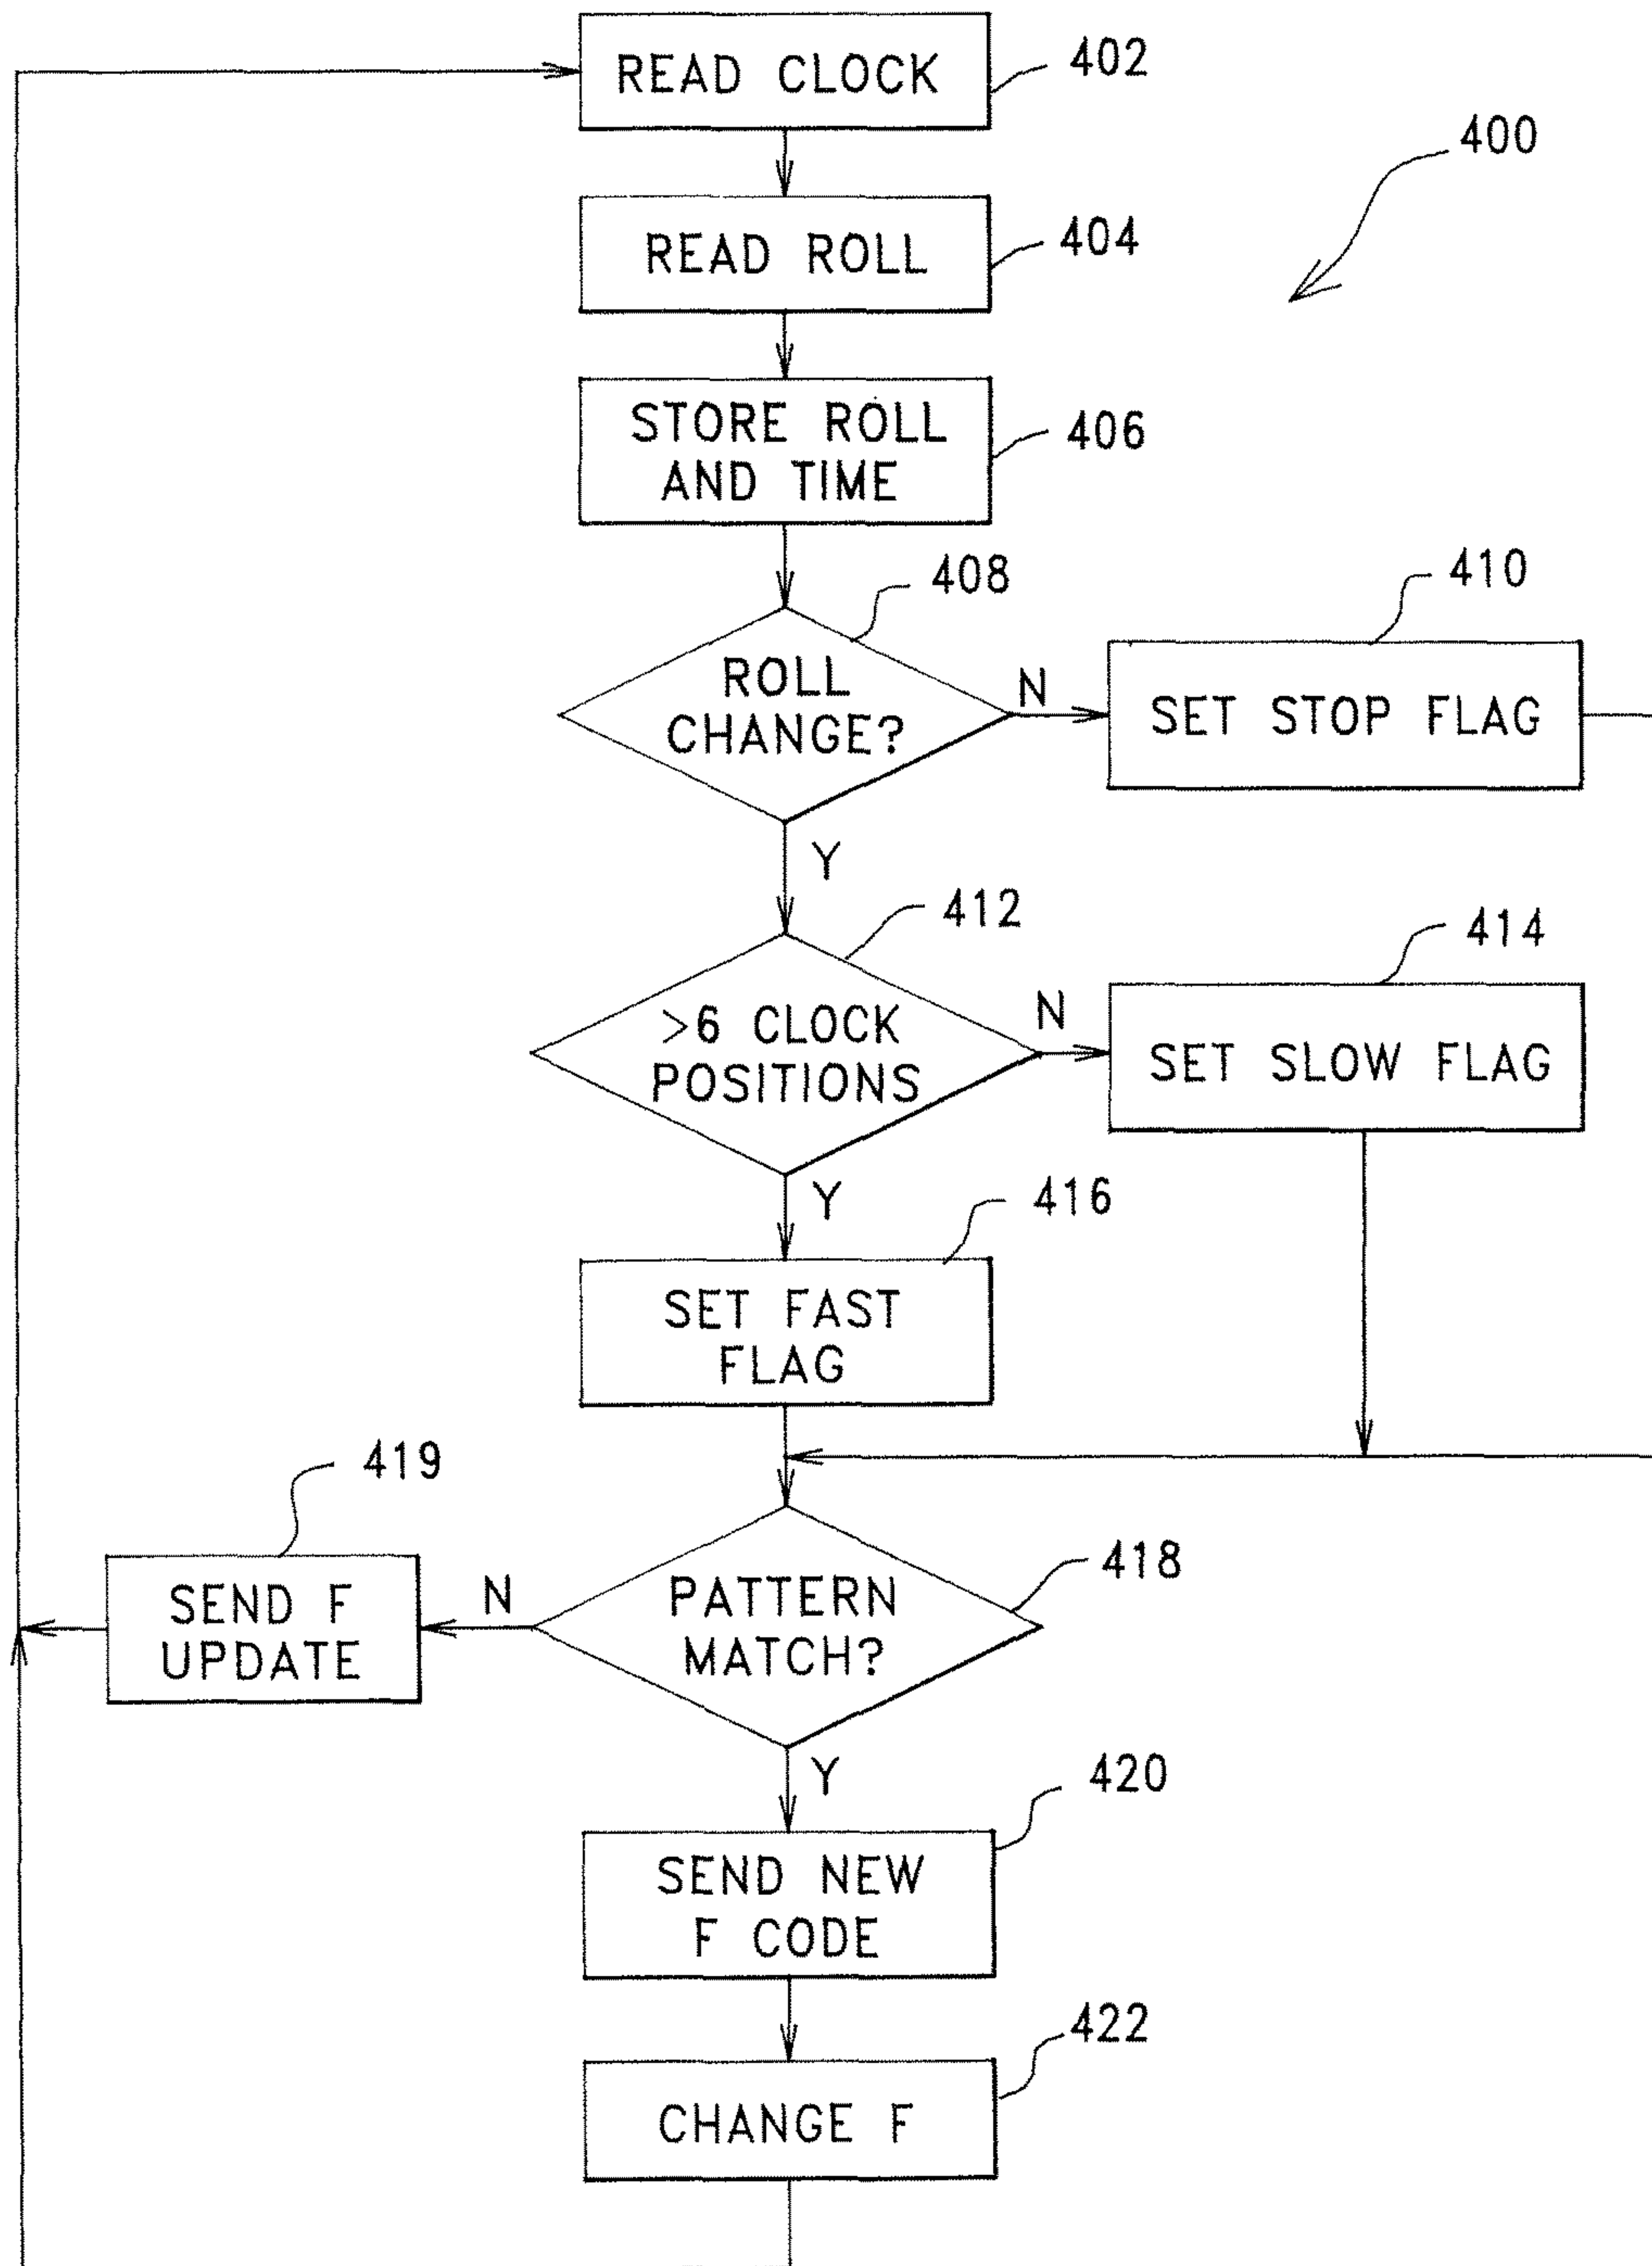 READ CLOCK
402
400
READ ROLL
404
STORE ROLL
AND TIME
406
408
410
ROLL
CHANGE?
N
SET STOP FLAG
Y
412
414
>6 CLOCK
POSITIONS
N
SET SLOW FLAG
Y
416
SET FAST
FLAG
419
418
SEND F
UPDATE
N
PATTERN
MATCH?
Y
420
SEND NEW
F CODE
422
CHANGE F